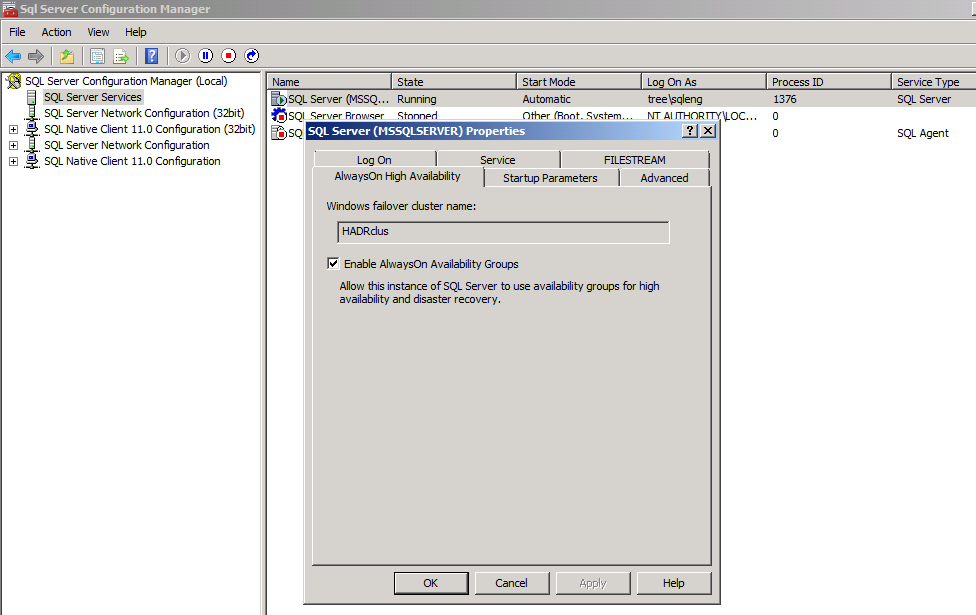 Sql Server Configuration Manager
File Action View Help
SQL Server Configuration Manager (Local)
SQL Server Services
SQL Server Network Configuration (32bit)
SQL Native Client 11.0 Configuration (32bit)
SQL Server Network Configuration
SQL Native Client 11.0 Configuration
Name State Start Mode Log On As Process ID Service Type
SQL Server (MSSQ... Running Automatic tree\sqleng 1376 SQL Server
SQL Server Browser Stopped Other (Boot, System... NT AUTHORITY\LOC... 0
SQ 0 SQL Agent
SQL Server (MSSQLSERVER) Properties
Log On Service FILESTREAM
AlwaysOn High Availability Startup Parameters Advanced
Windows failover cluster name:
HADRclus
Enable AlwaysOn Availability Groups
Allow this instance of SQL Server to use availability groups for high
availability and disaster recovery.
OK Cancel Apply Help